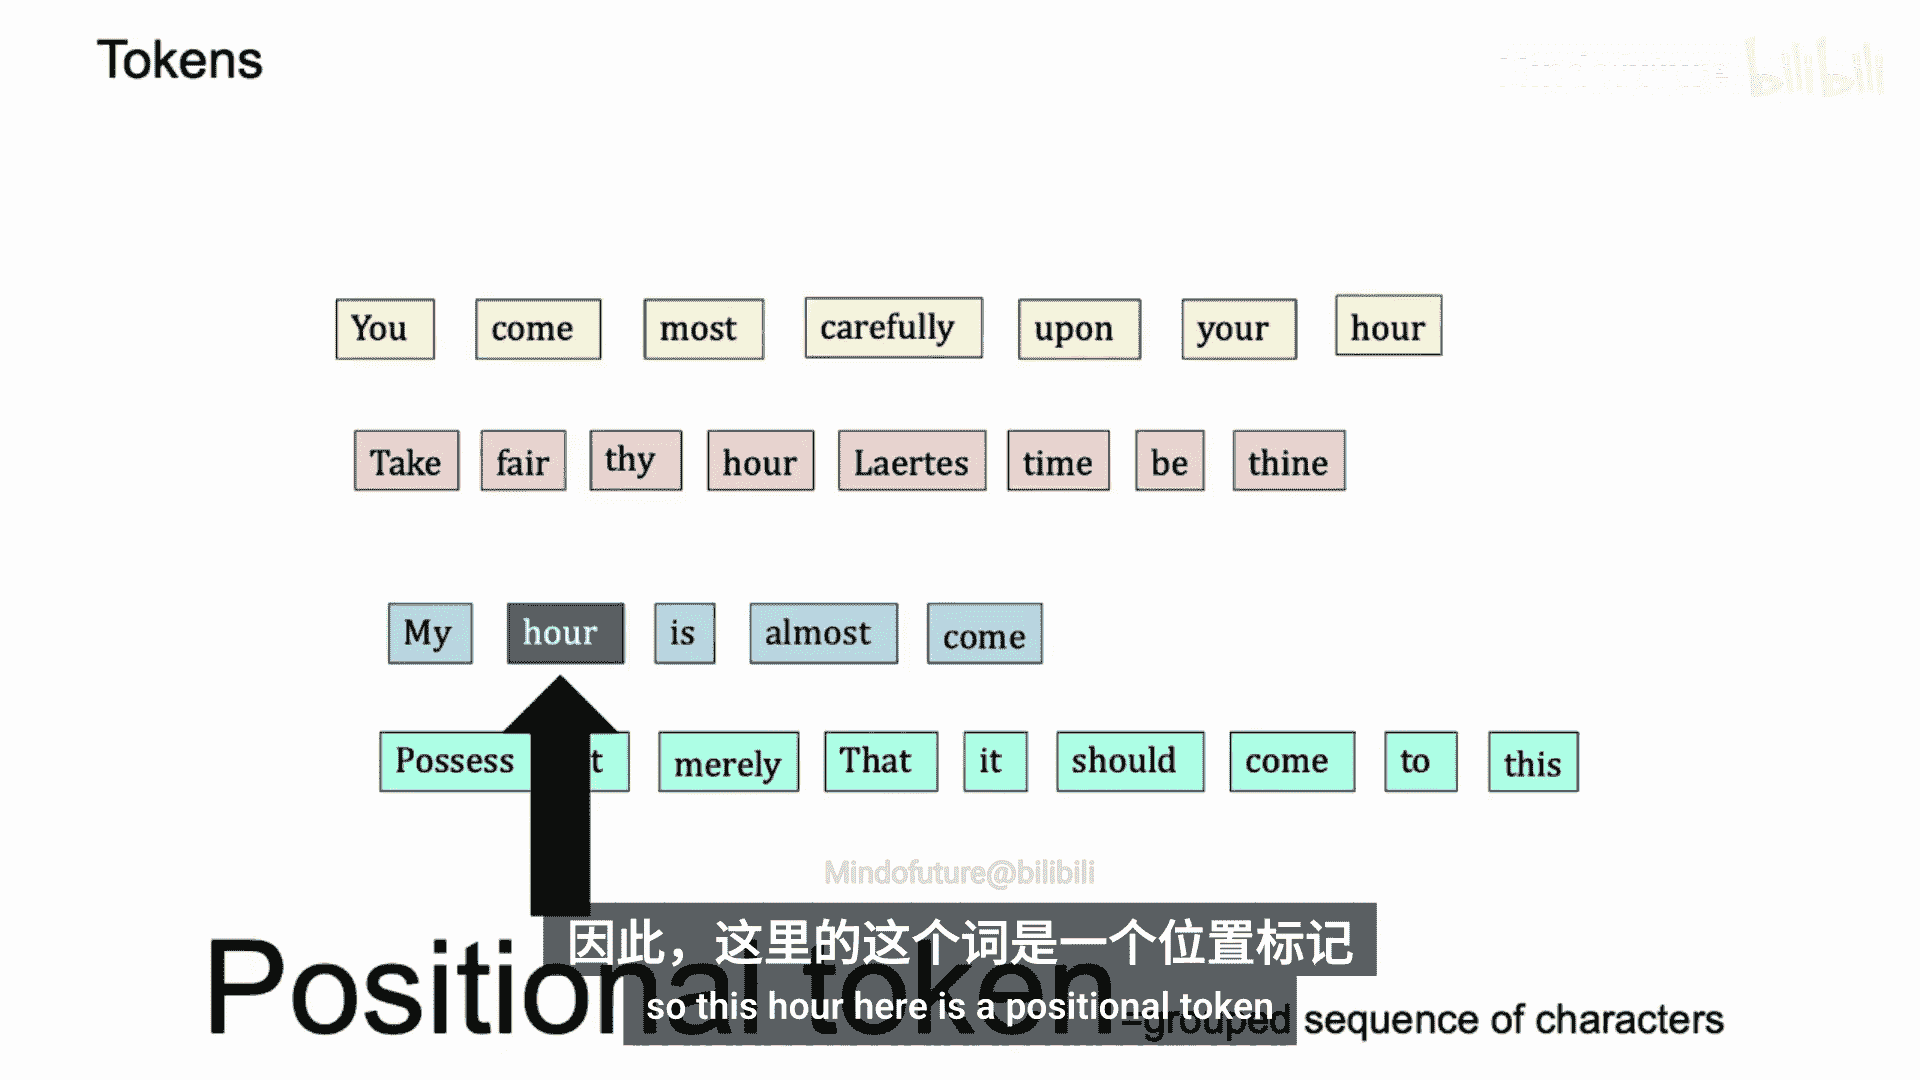 Tokens
bilibili
You come most carefully upon your hour
Take fair thy hour Laertes time be thine
My hour is almost come
Possess t merely That it should come to this
Mindofuture@bilibili
因此，这里的这个词是一个位置标记
Positional token =grouped sequence of characters
so this hour here is a positional token